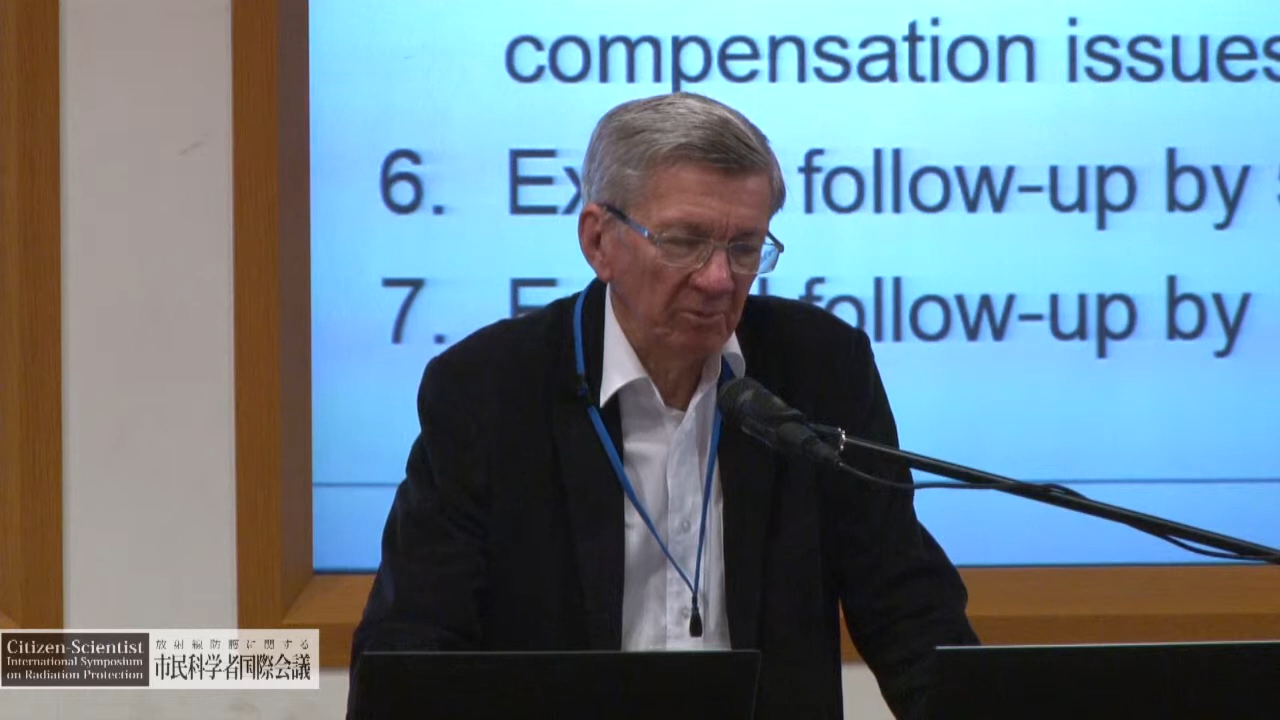 compensation issues
6. Ex follow-up by
7. follow-up by
Citizen-Scientist
International Symposium
on Radiation Protection
放射線防護に関する
市民科学者国際会議